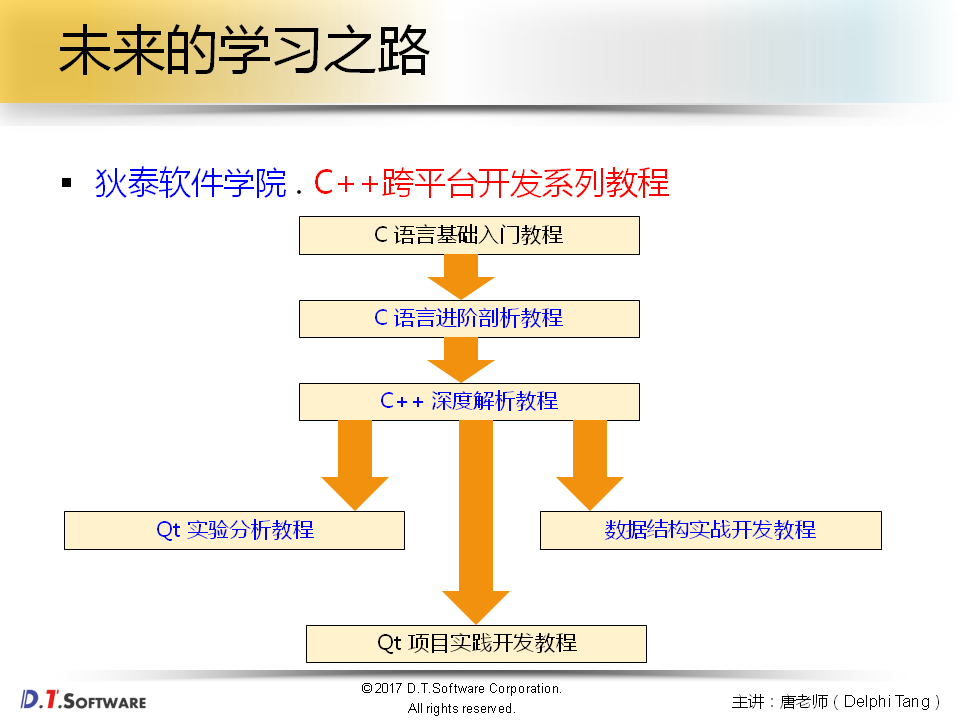 未来的学习之路
▪ 狄泰软件学院 . C++跨平台开发系列教程
C 语言基础入门教程
C 语言进阶剖析教程
C++ 深度解析教程
Qt 实验分析教程
数据结构实战开发教程
Qt 项目实践开发教程
D.T.SOFTWARE
©2017 D.T.Software Corporation.
All rights reserved.
主讲：唐老师（Delphi Tang）